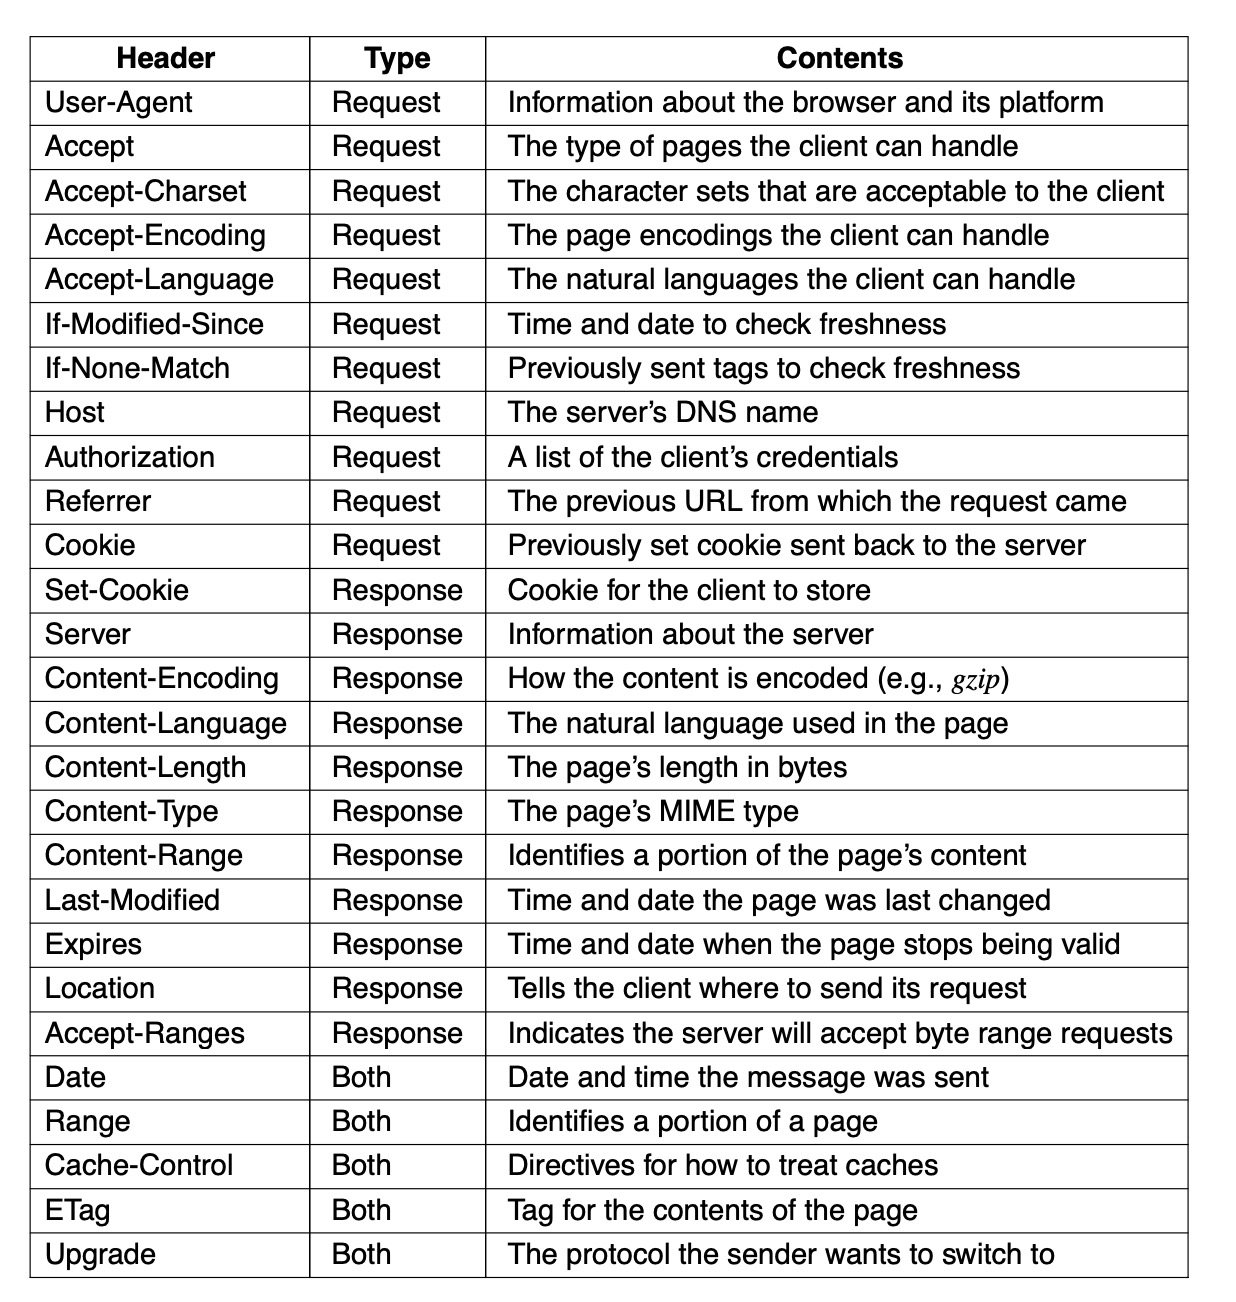 Header Type Contents
User-Agent Request Information about the browser and its platform
Accept Request The type of pages the client can handle
Accept-Charset Request The character sets that are acceptable to the client
Accept-Encoding Request The page encodings the client can handle
Accept-Language Request The natural languages the client can handle
If-Modified-Since Request Time and date to check freshness
If-None-Match Request Previously sent tags to check freshness
Host Request The server’s DNS name
Authorization Request A list of the client’s credentials
Referrer Request The previous URL from which the request came
Cookie Request Previously set cookie sent back to the server
Set-Cookie Response Cookie for the client to store
Server Response Information about the server
Content-Encoding Response How the content is encoded (e.g., gzip)
Content-Language Response The natural language used in the page
Content-Length Response The page’s length in bytes
Content-Type Response The page’s MIME type
Content-Range Response Identifies a portion of the page’s content
Last-Modified Response Time and date the page was last changed
Expires Response Time and date when the page stops being valid
Location Response Tells the client where to send its request
Accept-Ranges Response Indicates the server will accept byte range requests
Date Both Date and time the message was sent
Range Both Identifies a portion of a page
Cache-Control Both Directives for how to treat caches
ETag Both Tag for the contents of the page
Upgrade Both The protocol the sender wants to switch to